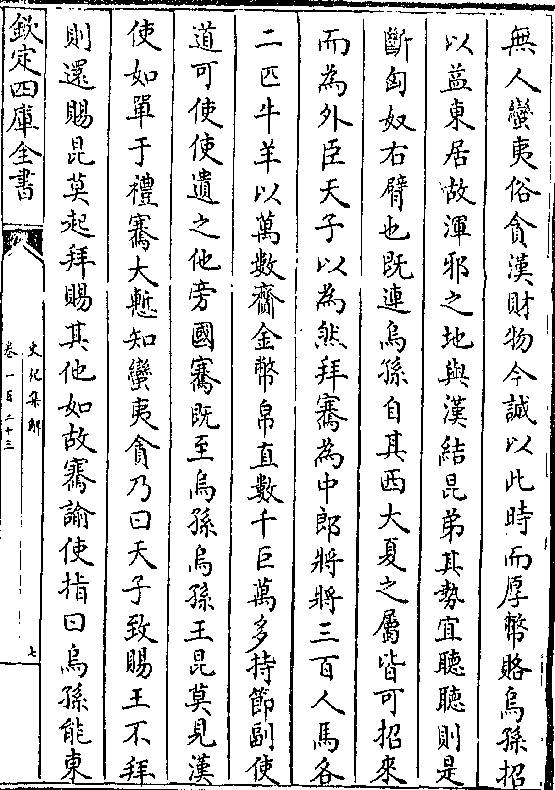 無人蠻夷俗貪漢財物今誠以此時而厚幣賂烏孫招
以益東居故渾邪之地與漢結昆弟其勢宜聽聽則是
斷匈奴右臂也既連烏孫自其西大夏之屬皆可招來
而為外臣天子以為然拜騫為中郎將將三百人馬各
二匹牛羊以萬數齎金幣帛直數千巨萬多持節副使
道可使使遺之他旁國騫既至烏孫烏孫王昆莫見漢
使如單于禮騫大慙知蠻夷貪乃曰天子致賜王不拜
則還賜昆莫起拜賜其他如故騫諭使指曰烏孫能東
欽定四庫全書
史記集解
卷一百二十三
七